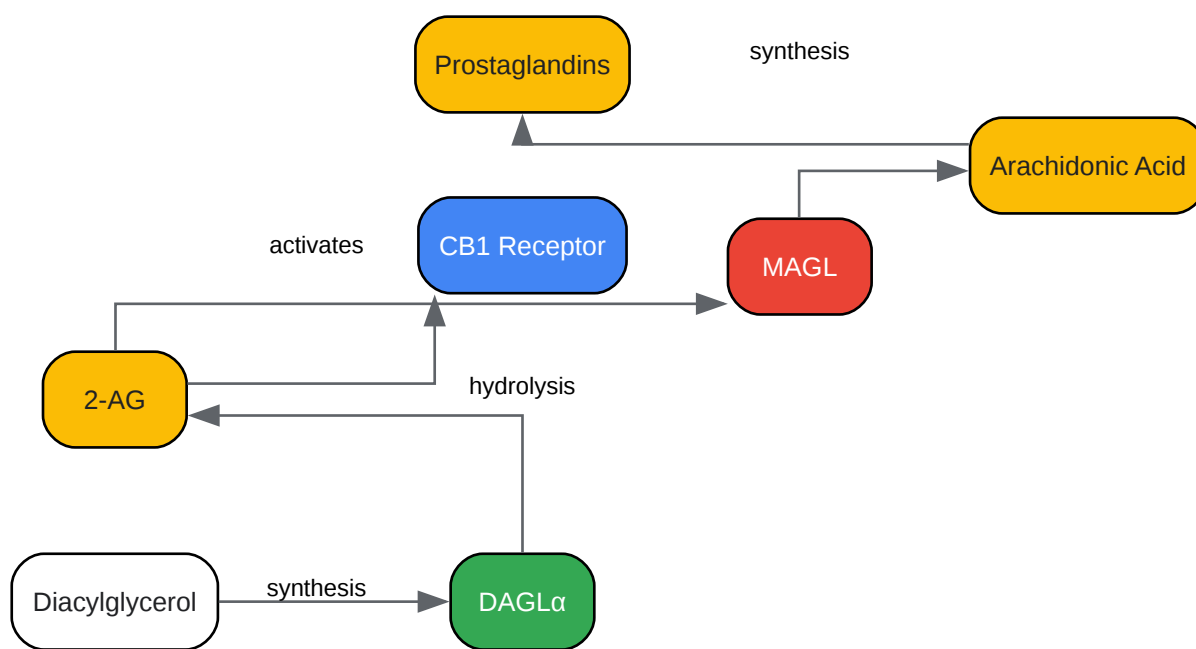 Prostaglandins
synthesis
Arachidonic Acid
activates
CB1 Receptor
MAGL
2-AG
hydrolysis
Diacylglycerol
synthesis
DAGLα